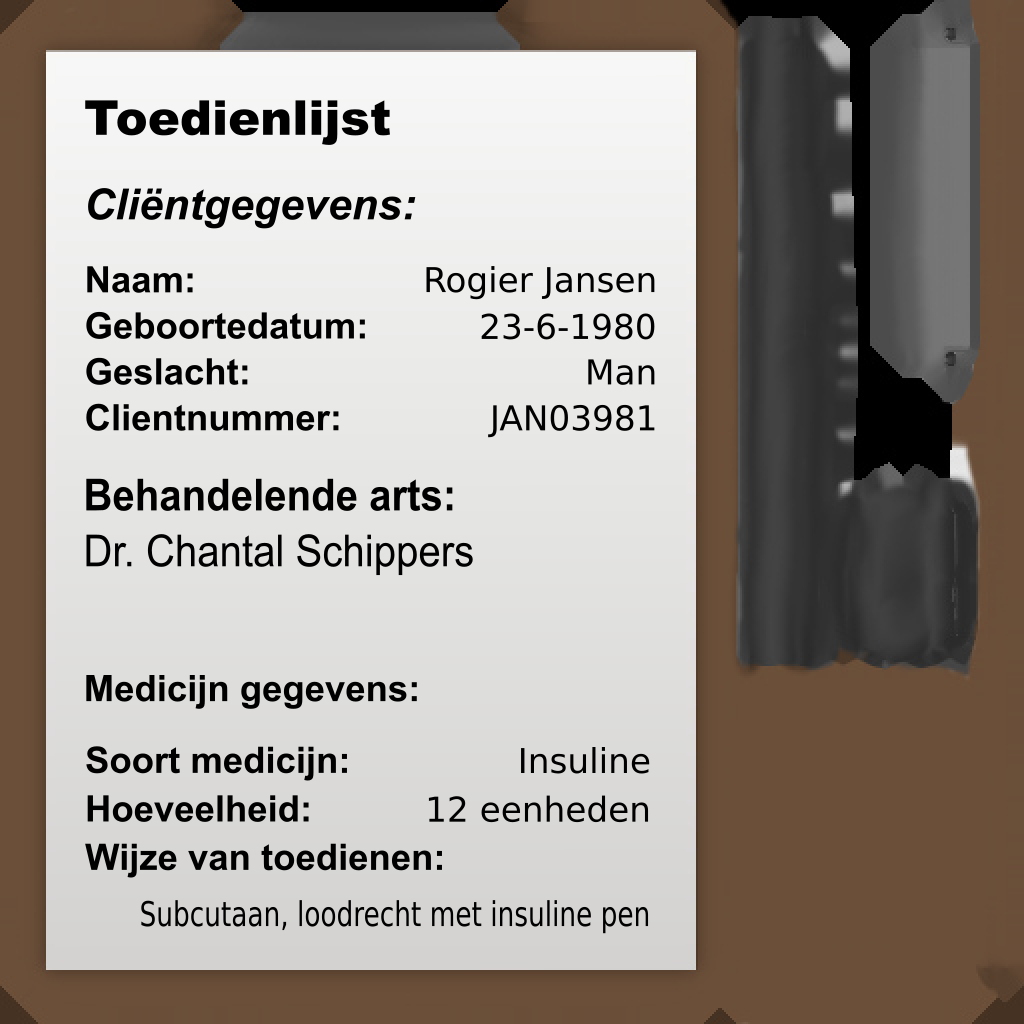 Toedienlijst
Cliëntgegevens:
Naam: Rogier Jansen
Geboortedatum: 23-6-1980
Geslacht: Man
Clientnummer: JAN03981
Behandelende arts:
Dr. Chantal Schippers
Medicijn gegevens:
Soort medicijn: Insuline
Hoeveelheid: 12 eenheden
Wijze van toedienen:
Subcutaan, loodrecht met insuline pen